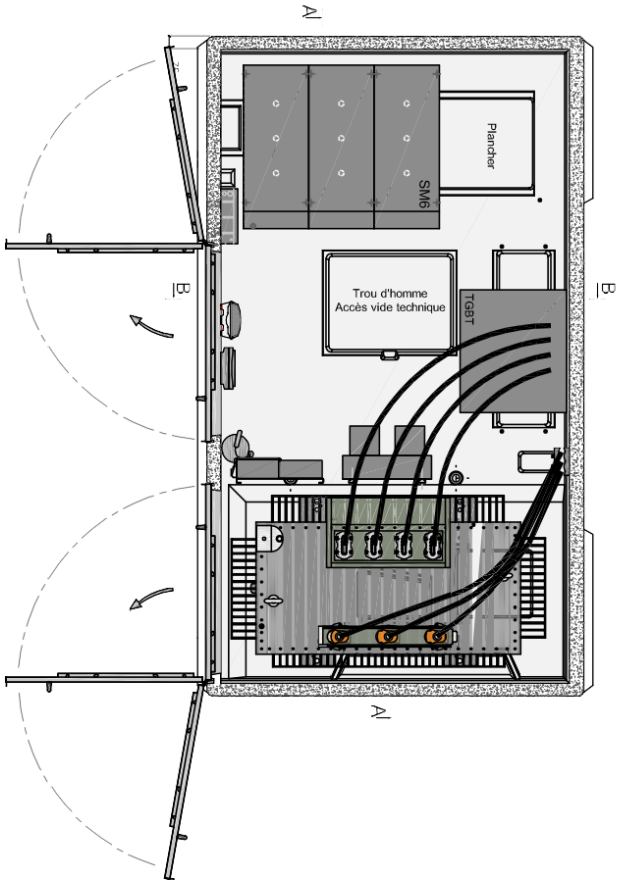 A
Plancher
SM6
B
B
Trou d'homme
Accès vide technique
TGBT
A